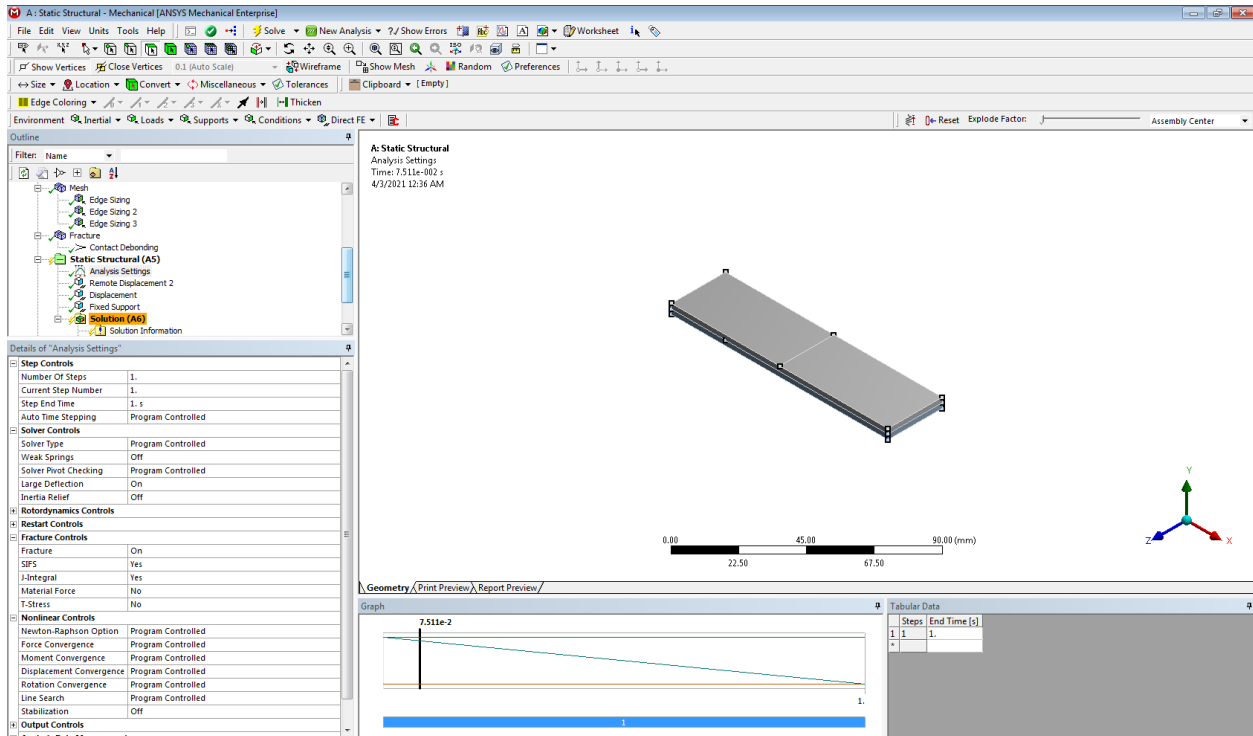 A : Static Structural - Mechanical [ANSYS Mechanical Enterprise]
File Edit View Units Tools Help Solve New Analysis ?/ Show Errors Worksheet
Show Vertices Close Vertices 0.1 (Auto Scale) Wireframe Show Mesh Random Preferences
Size Location Convert Miscellaneous Tolerances Clipboard [Empty]
Edge Coloring Thicken
Environment Inertial Loads Supports Conditions Direct FE Reset Explode Factor: Assembly Center
Outline
Filter: Name
Mesh
Edge Sizing
Edge Sizing 2
Edge Sizing 3
Fracture
Contact Debonding
Static Structural (A5)
Analysis Settings
Remote Displacement 2
Displacement
Fixed Support
Solution (A6)
Solution Information
Details of "Analysis Settings"
Step Controls
Number Of Steps 1.
Current Step Number 1.
Step End Time 1. s
Auto Time Stepping Program Controlled
Solver Controls
Solver Type Program Controlled
Weak Springs Off
Solver Pivot Checking Program Controlled
Large Deflection On
Inertia Relief Off
Rotordynamics Controls
Restart Controls
Fracture Controls
Fracture On
SIFS Yes
J-Integral Yes
Material Force No
T-Stress No
Nonlinear Controls
Newton-Raphson Option Program Controlled
Force Convergence Program Controlled
Moment Convergence Program Controlled
Displacement Convergence Program Controlled
Rotation Convergence Program Controlled
Line Search Program Controlled
Stabilization Off
Output Controls
A: Static Structural
Analysis Settings
Time: 7.511e-002 s
4/3/2021 12:36 AM
0.00 45.00 90.00 (mm)
22.50 67.50
Y
Z X
Geometry Print Preview Report Preview
Graph
7.511e-2
1.
1
Tabular Data
Steps End Time [s]
1 1 1.
*